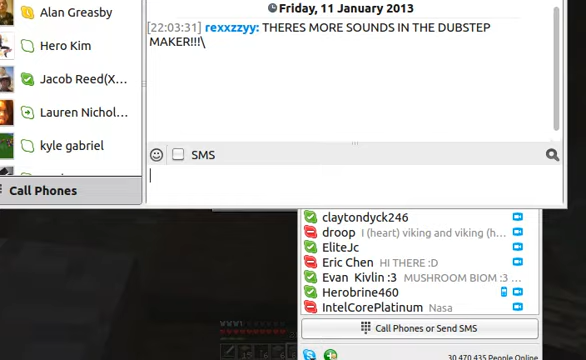 Alan Greasby
Hero Kim
Jacob Reed(X...
Lauren Nichol...
kyle gabriel
Call Phones
Friday, 11 January 2013
[22:03:31] rexxzzyy: THERES MORE SOUNDS IN THE DUBSTEP
MAKER!!!\
SMS
claytondyck246
droop I (heart) viking and viking (h...
EliteJc
Eric Chen HI THERE :D
Evan Kivlin :3 MUSHROOM BIOM :3 ...
Herobrine460
IntelCorePlatinum Nasa
Call Phones or Send SMS
30 470 435 People Online